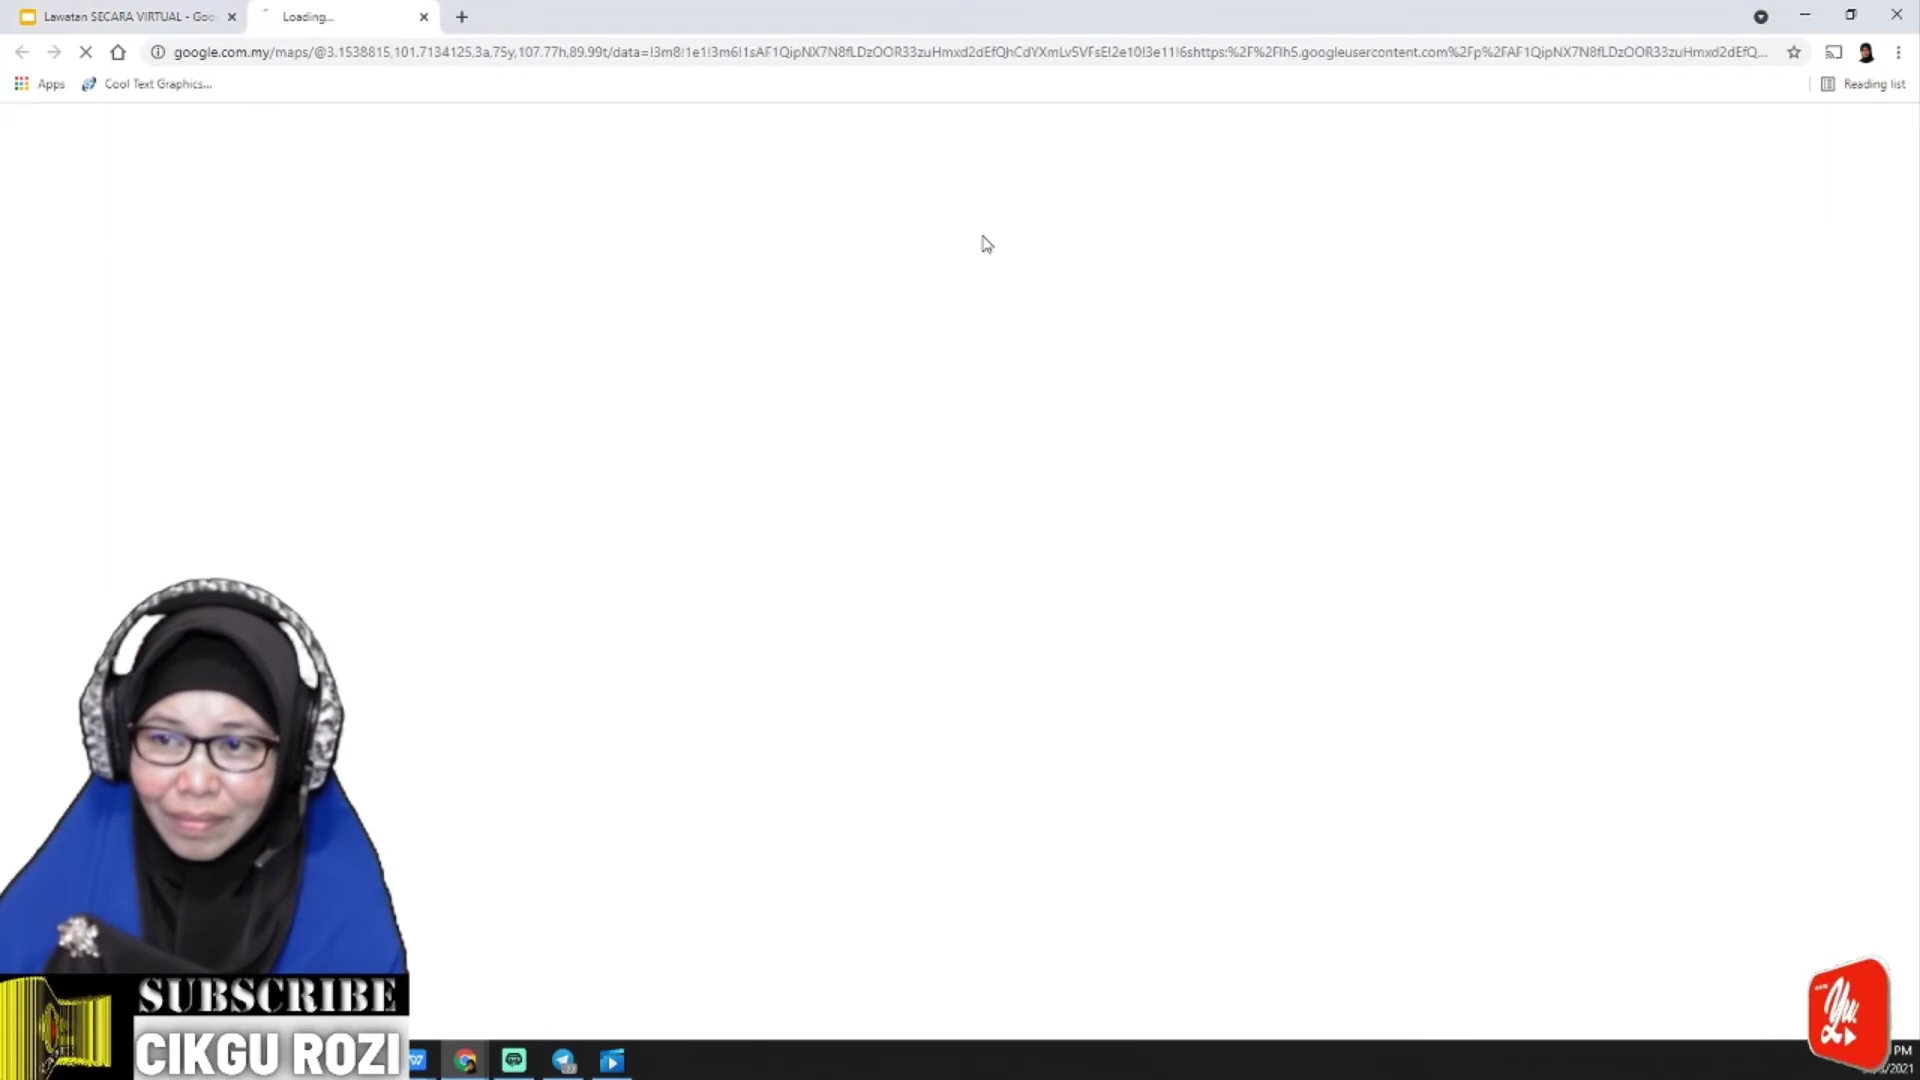 Lawatan SECARA VIRTUAL - Goo
Loading...
google.com.my/maps/@3.1538815,101.7134125,3a,75y,107.77h,89.99t/data=!3m8!1e1!3m6!1sAF1QipNX7N8fLDzOOR33zuHmxd2dEfQhCdYXmLv5VFsE!2e10!3e11!6shttps:%2F%2Flh5.googleusercontent.com%2Fp%2FAF1QipNX7N8fLDzOOR33zuHmxd2dEfQ...
Apps
Cool Text Graphics...
Reading list
SUBSCRIBE
CIKGU ROZI
Yu.
PM
/2021